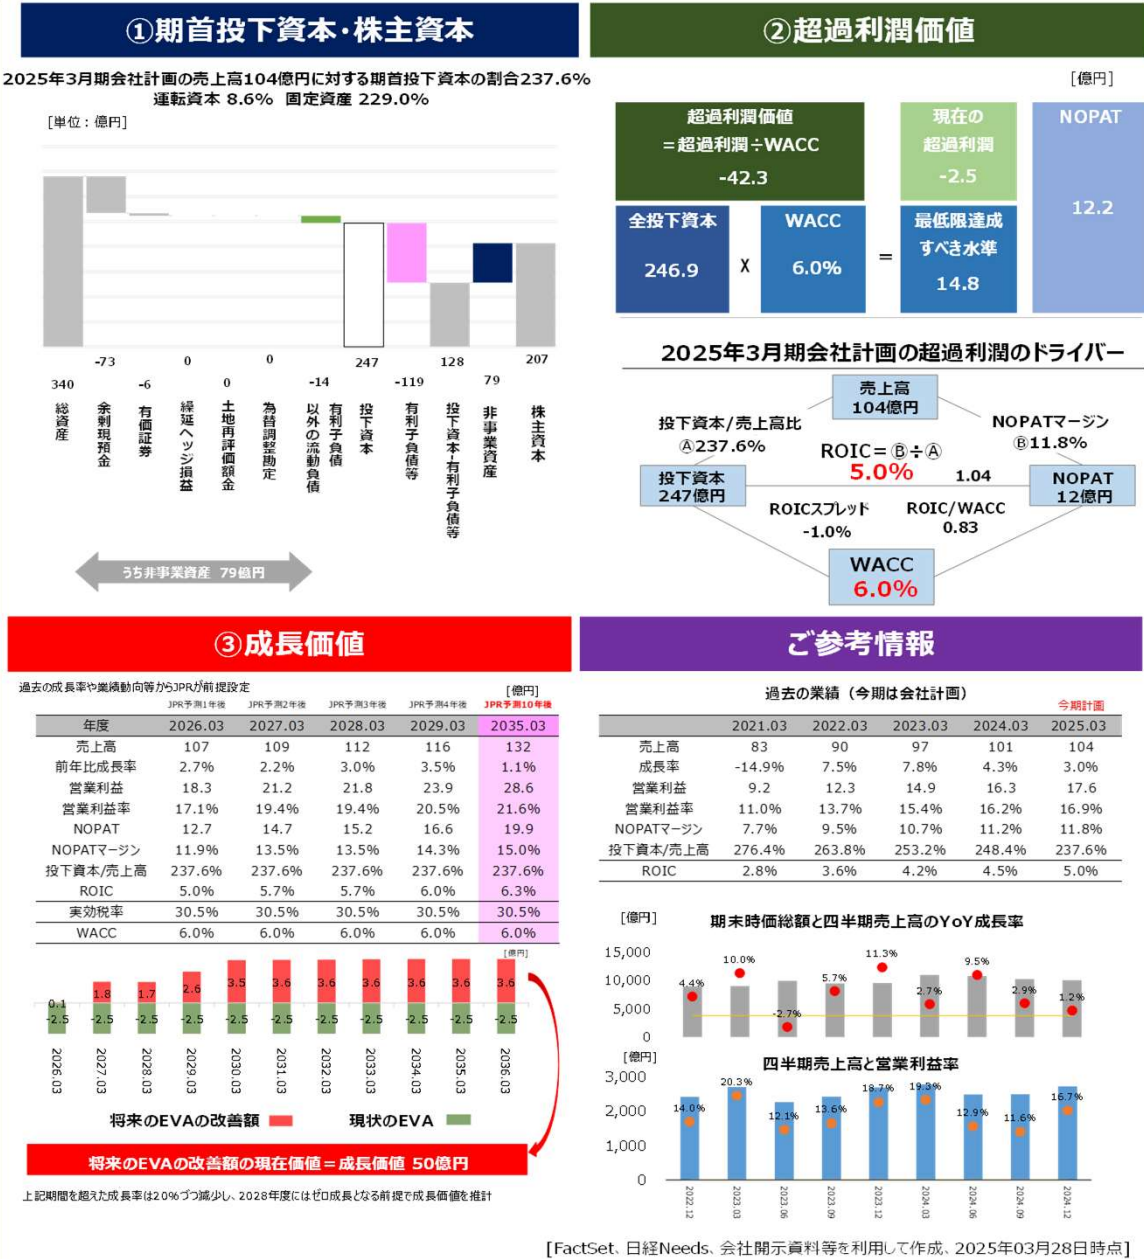 ①期首投下資本・株主資本
2025年3月期会社計画の売上高104億円に対する期首投下資本の割合237.6%
運転資本 8.6% 固定資産 229.0%
[単位：億円]
340 -73 -6 0 0 0 -14 247 -119 128 79 207
総資産
余剰現預金
有価証券
繰延ヘッジ損益
土地再評価額金
為替調整勘定
有利子負債
以外の流動負債
投下資本
有利子負債等
投下資本-有利子負債等
非事業資産
株主資本
うち非事業資産 79億円
②超過利潤価値
[億円]
超過利潤価値
＝超過利潤÷WACC
-42.3
現在の
超過利潤
-2.5
NOPAT
12.2
全投下資本
246.9
X
WACC
6.0%
=
最低限達成
すべき水準
14.8
2025年3月期会社計画の超過利潤のドライバー
売上高
104億円
投下資本/売上高比
Ⓐ237.6%
NOPATマージン
Ⓑ11.8%
ROIC＝Ⓑ÷Ⓐ
5.0%
1.04
投下資本
247億円
NOPAT
12億円
ROICスプレッド
-1.0%
ROIC/WACC
0.83
WACC
6.0%
③成長価値
過去の成長率や業績動向等からJPRが前提設定
[億円]
JPR予測1年後 JPR予測2年後 JPR予測3年後 JPR予測4年後 JPR予測10年後
年度 2026.03 2027.03 2028.03 2029.03 2035.03
売上高 107 109 112 116 132
前年比成長率 2.7% 2.2% 3.0% 3.5% 1.1%
営業利益 18.3 21.2 21.8 23.9 28.6
営業利益率 17.1% 19.4% 19.4% 20.5% 21.6%
NOPAT 12.7 14.7 15.2 16.6 19.9
NOPATマージン 11.9% 13.5% 13.5% 14.3% 15.0%
投下資本/売上高 237.6% 237.6% 237.6% 237.6% 237.6%
ROIC 5.0% 5.7% 5.7% 6.0% 6.3%
実効税率 30.5% 30.5% 30.5% 30.5% 30.5%
WACC 6.0% 6.0% 6.0% 6.0% 6.0%
[億円]
0.1 1.8 1.7 2.6 3.5 3.6 3.6 3.6 3.6 3.6
-2.5 -2.5 -2.5 -2.5 -2.5 -2.5 -2.5 -2.5 -2.5 -2.5
2026.03 2027.03 2028.03 2029.03 2030.03 2031.03 2032.03 2033.03 2034.03 2035.03 2036.03
将来のEVAの改善額 現状のEVA
将来のEVAの改善額の現在価値＝成長価値 50億円
上記期間を超えた成長率は20%づつ減少し、2028年度にはゼロ成長となる前提で成長価値を推計
ご参考情報
過去の業績（今期は会社計画）
今期計画
2021.03 2022.03 2023.03 2024.03 2025.03
売上高 83 90 97 101 104
成長率 -14.9% 7.5% 7.8% 4.3% 3.0%
営業利益 9.2 12.3 14.9 16.3 17.6
営業利益率 11.0% 13.7% 15.4% 16.2% 16.9%
NOPATマージン 7.7% 9.5% 10.7% 11.2% 11.8%
投下資本/売上高 276.4% 263.8% 253.2% 248.4% 237.6%
ROIC 2.8% 3.6% 4.2% 4.5% 5.0%
[億円]
期末時価総額と四半期売上高のYoY成長率
15,000
10,000
5,000
0
4.4% 10.0% -2.7% 5.7% 11.3% 2.7% 9.5% 2.9% 1.2%
[億円]
四半期売上高と営業利益率
3,000
2,000
1,000
0
14.0% 20.3% 12.1% 13.6% 18.7% 19.3% 12.9% 11.6% 16.7%
2022.12 2023.03 2023.06 2023.09 2023.12 2024.03 2024.06 2024.09 2024.12
[FactSet、日経Needs、会社開示資料等を利用して作成、2025年03月28日時点]